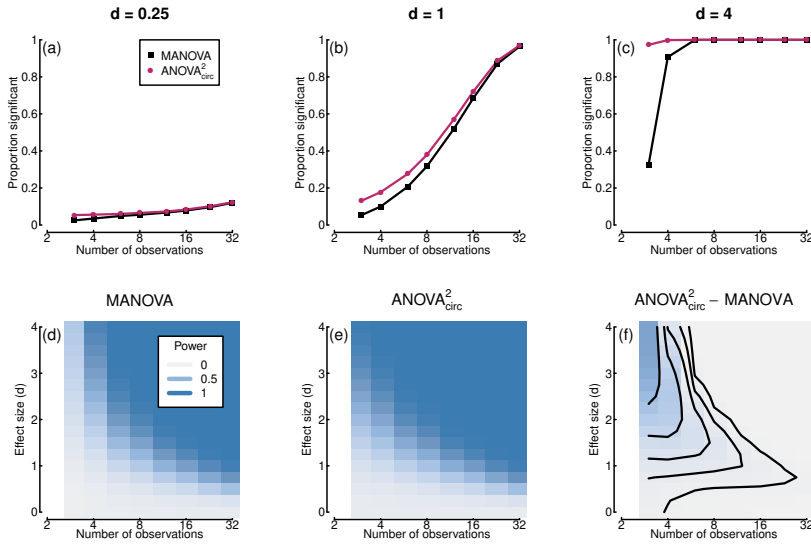 d = 0.25
d = 1
d = 4
(a)
MANOVA
ANOVA²circ
Proportion significant
1
0.8
0.6
0.4
0.2
0
2 4 8 16 32
Number of observations
(b)
Proportion significant
1
0.8
0.6
0.4
0.2
0
2 4 8 16 32
Number of observations
(c)
Proportion significant
1
0.8
0.6
0.4
0.2
0
2 4 8 16 32
Number of observations
MANOVA
ANOVA²circ
ANOVA²circ − MANOVA
(d)
Power
0
0.5
1
Effect size (d)
4
3
2
1
0
2 4 8 16 32
Number of observations
(e)
Effect size (d)
4
3
2
1
0
2 4 8 16 32
Number of observations
(f)
Effect size (d)
4
3
2
1
0
2 4 8 16 32
Number of observations